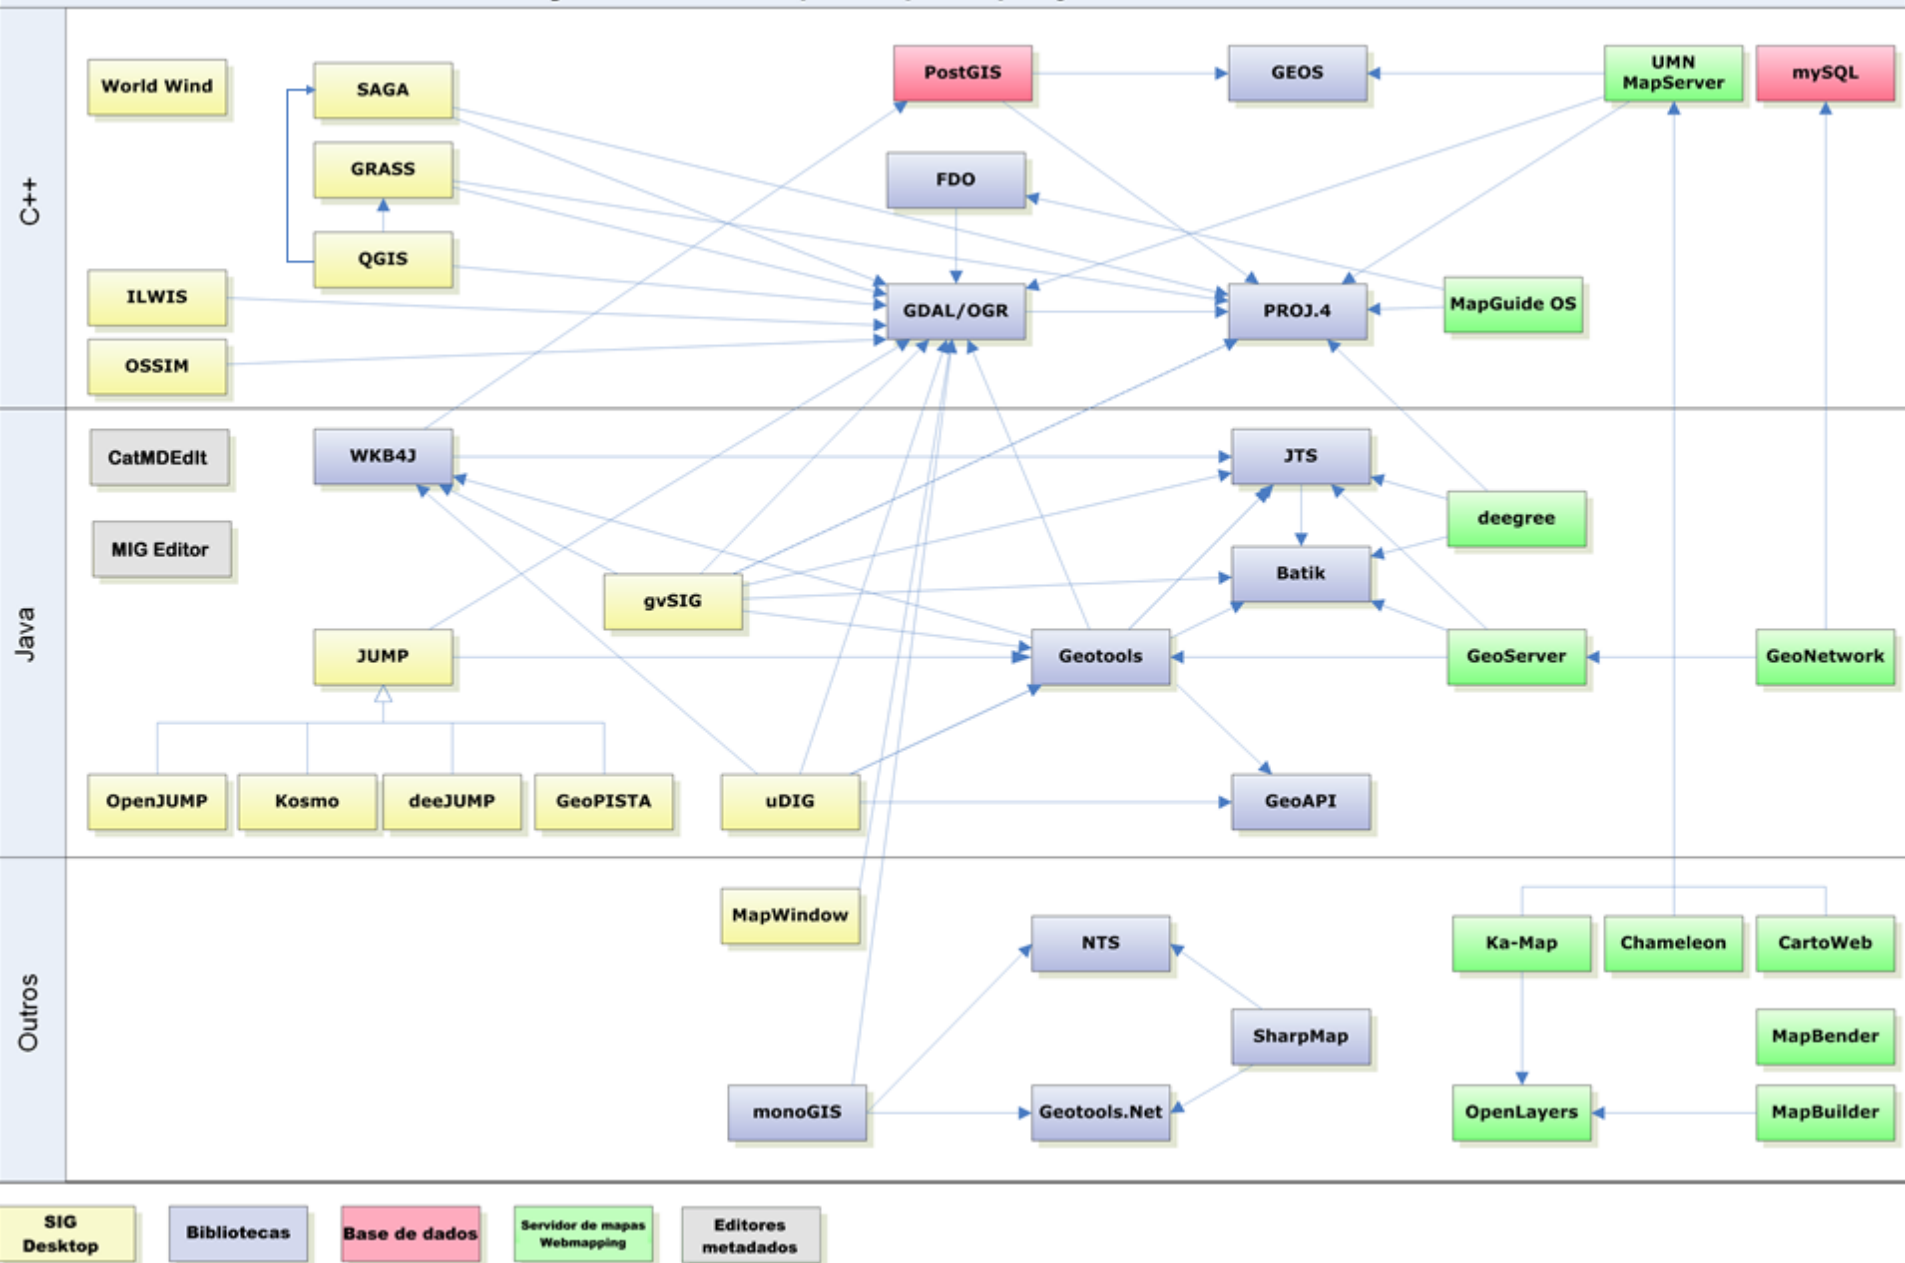 C++
World Wind
SAGA
PostGIS
GEOS
UMN
MapServer
mySQL
GRASS
FDO
QGIS
ILWIS
GDAL/OGR
PROJ.4
MapGuide OS
OSSIM
Java
CatMDEdIt
WKB4J
JTS
deegree
MIG Editor
Batik
gvSIG
JUMP
Geotools
GeoServer
GeoNetwork
OpenJUMP
Kosmo
deeJUMP
GeoPISTA
uDIG
GeoAPI
Outros
MapWindow
NTS
Ka-Map
Chameleon
CartoWeb
SharpMap
MapBender
monoGIS
Geotools.Net
OpenLayers
MapBuilder
SIG
Desktop
Bibliotecas
Base de dados
Servidor de mapas
Webmapping
Editores
metadados